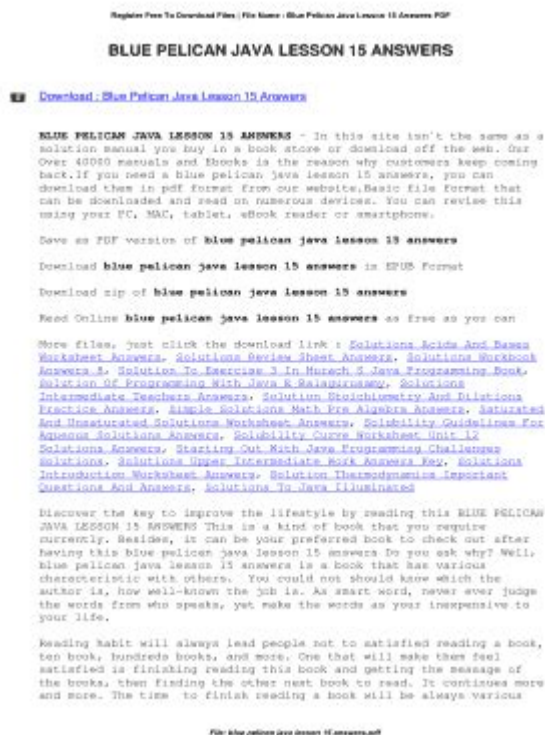 Register Free To Download Files | File Name : Blue Pelican Java Lesson 15 Answers PDF
BLUE PELICAN JAVA LESSON 15 ANSWERS
Download : Blue Pelican Java Lesson 15 Answers
BLUE PELICAN JAVA LESSON 15 ANSWERS - In this site isn't the same as a
solution manual you buy in a book store or download off the web. Our
Over 40000 manuals and Ebooks is the reason why customers keep coming
back.If you need a blue pelican java lesson 15 answers, you can
download them in pdf format from our website.Basic file format that
can be downloaded and read on numerous devices. You can revise this
using your PC, MAC, tablet, eBook reader or smartphone.
Save as PDF version of blue pelican java lesson 15 answers
Download blue pelican java lesson 15 answers in EPUB Format
Download zip of blue pelican java lesson 15 answers
Read Online blue pelican java lesson 15 answers as free as you can
More files, just click the download link : Solutions Acids And Bases
Worksheet Answers, Solutions Review Sheet Answers, Solutions Workbook
Answers 8, Solution To Exercise 3 In Murach S Java Programming Book,
Solution Of Programming With Java E Balagurusamy, Solutions
Intermediate Teachers Answers, Solution Stoichiometry And Dilutions
Practice Answers, Simple Solutions Math Pre Algebra Answers, Saturated
And Unsaturated Solutions Worksheet Answers, Solubility Guidelines For
Aqueous Solutions Answers, Solubility Curve Worksheet Unit 12
Solutions Answers, Starting Out With Java Programming Challenges
Solutions, Solutions Upper Intermediate Work Answers Key, Solutions
Introduction Worksheet Answers, Solution Thermodynamics Important
Questions And Answers, Solutions To Java Illuminated
Discover the key to improve the lifestyle by reading this BLUE PELICAN
JAVA LESSON 15 ANSWERS This is a kind of book that you require
currently. Besides, it can be your preferred book to check out after
having this blue pelican java lesson 15 answers Do you ask why? Well,
blue pelican java lesson 15 answers is a book that has various
characteristic with others. You could not should know which the
author is, how well-known the job is. As smart word, never ever judge
the words from who speaks, yet make the words as your inexpensive to
your life.
Reading habit will always lead people not to satisfied reading a book,
ten book, hundreds books, and more. One that will make them feel
satisfied is finishing reading this book and getting the message of
the books, then finding the other next book to read. It continues more
and more. The time to finish reading a book will be always various
File: blue pelican java lesson 15 answers.pdf